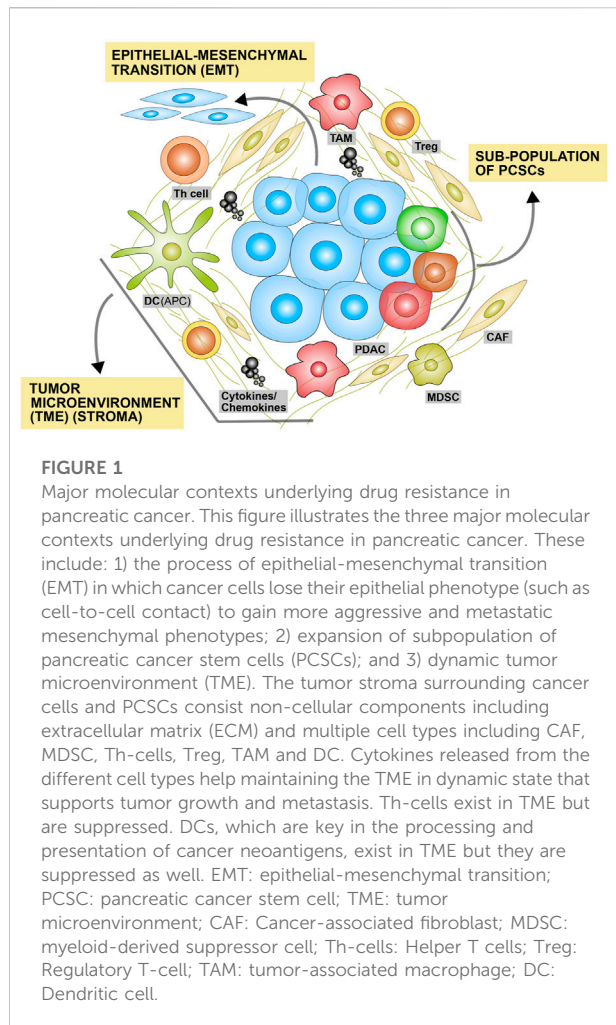 EPITHELIAL-MESENCHYMAL
TRANSITION (EMT)
TAM
Treg
SUB-POPULATION
OF PCSCs
Th cell
DC(APC)
CAF
PDAC
MDSC
Cytokines/
Chemokines
TUMOR
MICROENVIRONMENT
(TME) (STROMA)
FIGURE 1
Major molecular contexts underlying drug resistance in
pancreatic cancer. This figure illustrates the three major molecular
contexts underlying drug resistance in pancreatic cancer. These
include: 1) the process of epithelial-mesenchymal transition
(EMT) in which cancer cells lose their epithelial phenotype (such as
cell-to-cell contact) to gain more aggressive and metastatic
mesenchymal phenotypes; 2) expansion of subpopulation of
pancreatic cancer stem cells (PCSCs); and 3) dynamic tumor
microenvironment (TME). The tumor stroma surrounding cancer
cells and PCSCs consist non-cellular components including
extracellular matrix (ECM) and multiple cell types including CAF,
MDSC, Th-cells, Treg, TAM and DC. Cytokines released from the
different cell types help maintaining the TME in dynamic state that
supports tumor growth and metastasis. Th-cells exist in TME but
are suppressed. DCs, which are key in the processing and
presentation of cancer neoantigens, exist in TME but they are
suppressed as well. EMT: epithelial-mesenchymal transition;
PCSC: pancreatic cancer stem cell; TME: tumor
microenvironment; CAF: Cancer-associated fibroblast; MDSC:
myeloid-derived suppressor cell; Th-cells: Helper T cells; Treg:
Regulatory T-cell; TAM: tumor-associated macrophage; DC:
Dendritic cell.